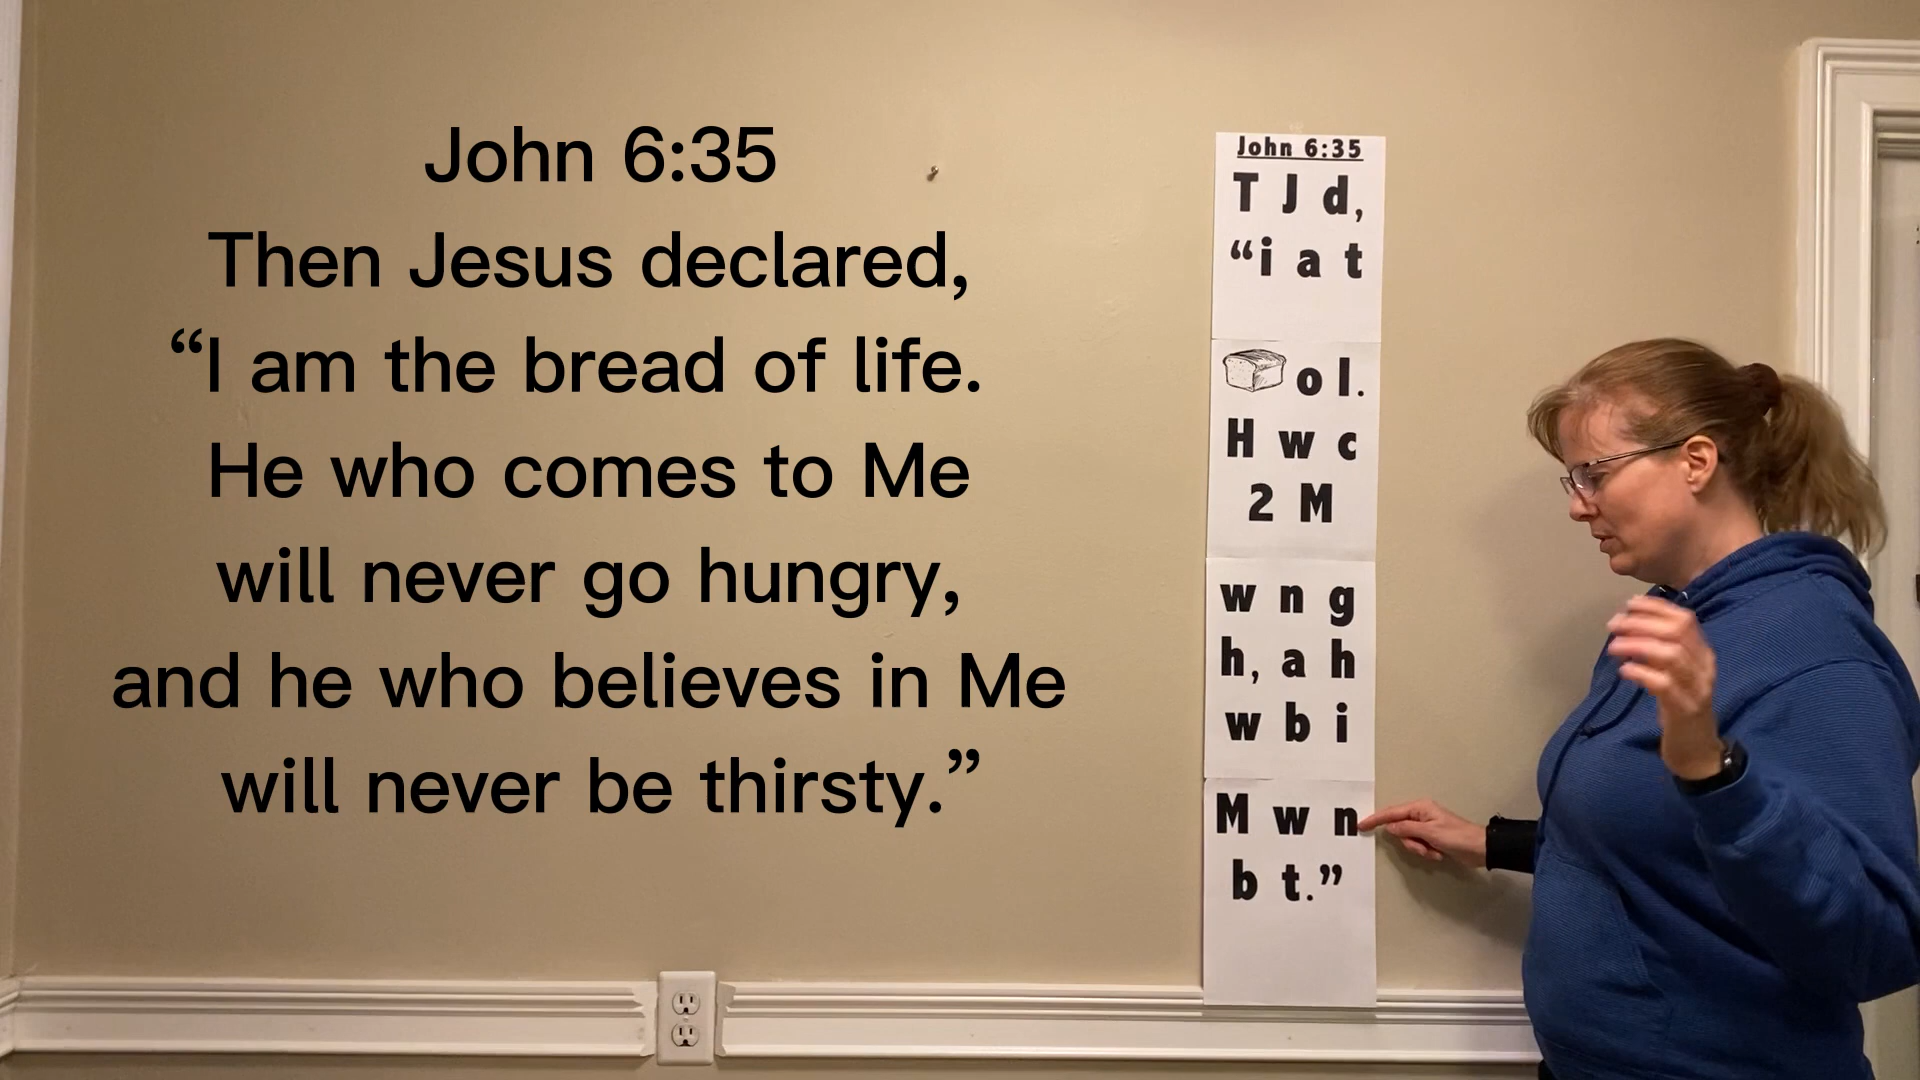 John 6:35
Then Jesus declared,
“I am the bread of life.
He who comes to Me
will never go hungry,
and he who believes in Me
will never be thirsty.”
John 6:35
T J d,
“i a t
o l.
H w c
2 M
w n g
h, a h
w b i
M w n
b t.”